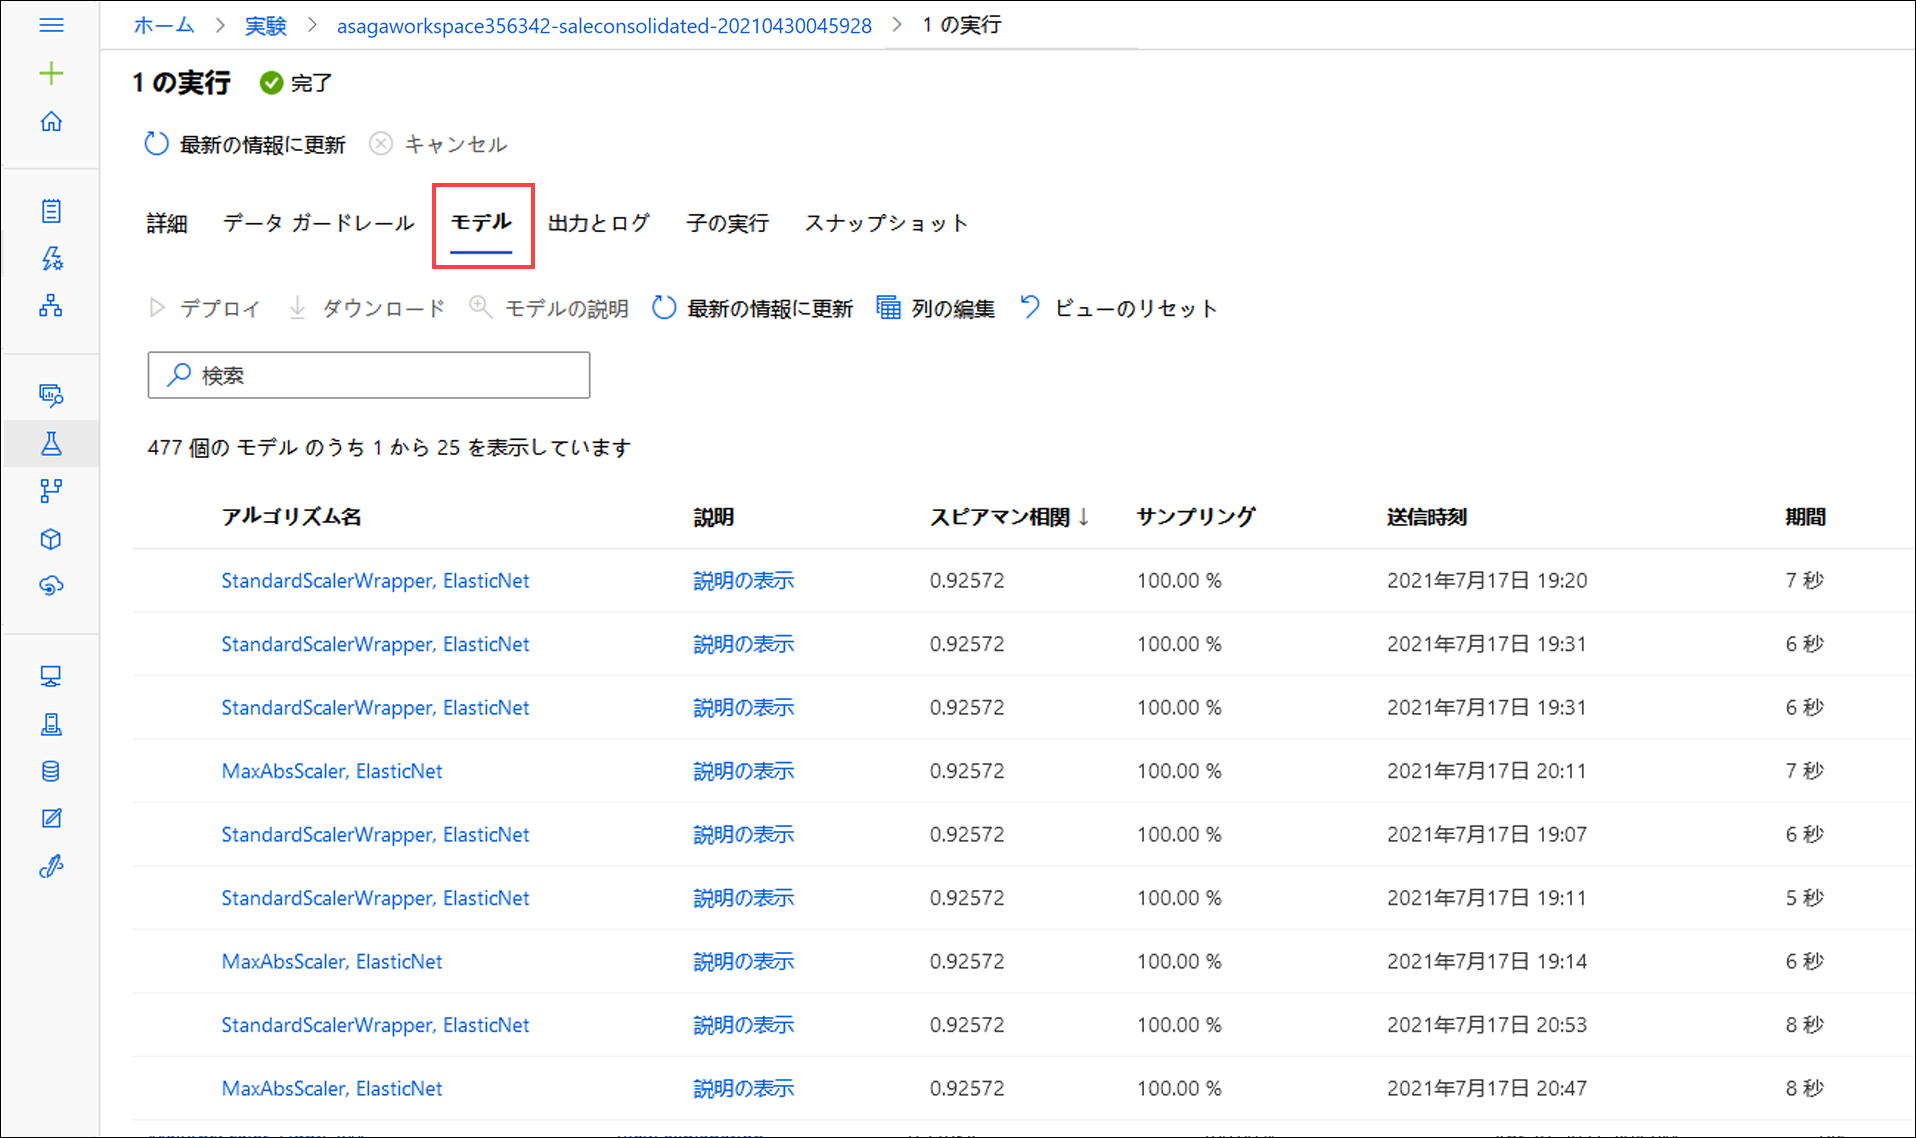 ホーム > 実験 > asagaworkspace356342-saleconsolidated-20210430045928 > 1 の実行
1 の実行 完了
最新の情報に更新 キャンセル
詳細 データ ガードレール モデル 出力とログ 子の実行 スナップショット
デプロイ ダウンロード モデルの説明 最新の情報に更新 列の編集 ビューのリセット
検索
477 個の モデル のうち 1 から 25 を表示しています
アルゴリズム名 説明 スピアマン相関 ↓ サンプリング 送信時刻 期間
StandardScalerWrapper, ElasticNet 説明の表示 0.92572 100.00 % 2021年7月17日 19:20 7 秒
StandardScalerWrapper, ElasticNet 説明の表示 0.92572 100.00 % 2021年7月17日 19:31 6 秒
StandardScalerWrapper, ElasticNet 説明の表示 0.92572 100.00 % 2021年7月17日 19:31 6 秒
MaxAbsScaler, ElasticNet 説明の表示 0.92572 100.00 % 2021年7月17日 20:11 7 秒
StandardScalerWrapper, ElasticNet 説明の表示 0.92572 100.00 % 2021年7月17日 19:07 6 秒
StandardScalerWrapper, ElasticNet 説明の表示 0.92572 100.00 % 2021年7月17日 19:11 5 秒
MaxAbsScaler, ElasticNet 説明の表示 0.92572 100.00 % 2021年7月17日 19:14 6 秒
StandardScalerWrapper, ElasticNet 説明の表示 0.92572 100.00 % 2021年7月17日 20:53 8 秒
MaxAbsScaler, ElasticNet 説明の表示 0.92572 100.00 % 2021年7月17日 20:47 8 秒